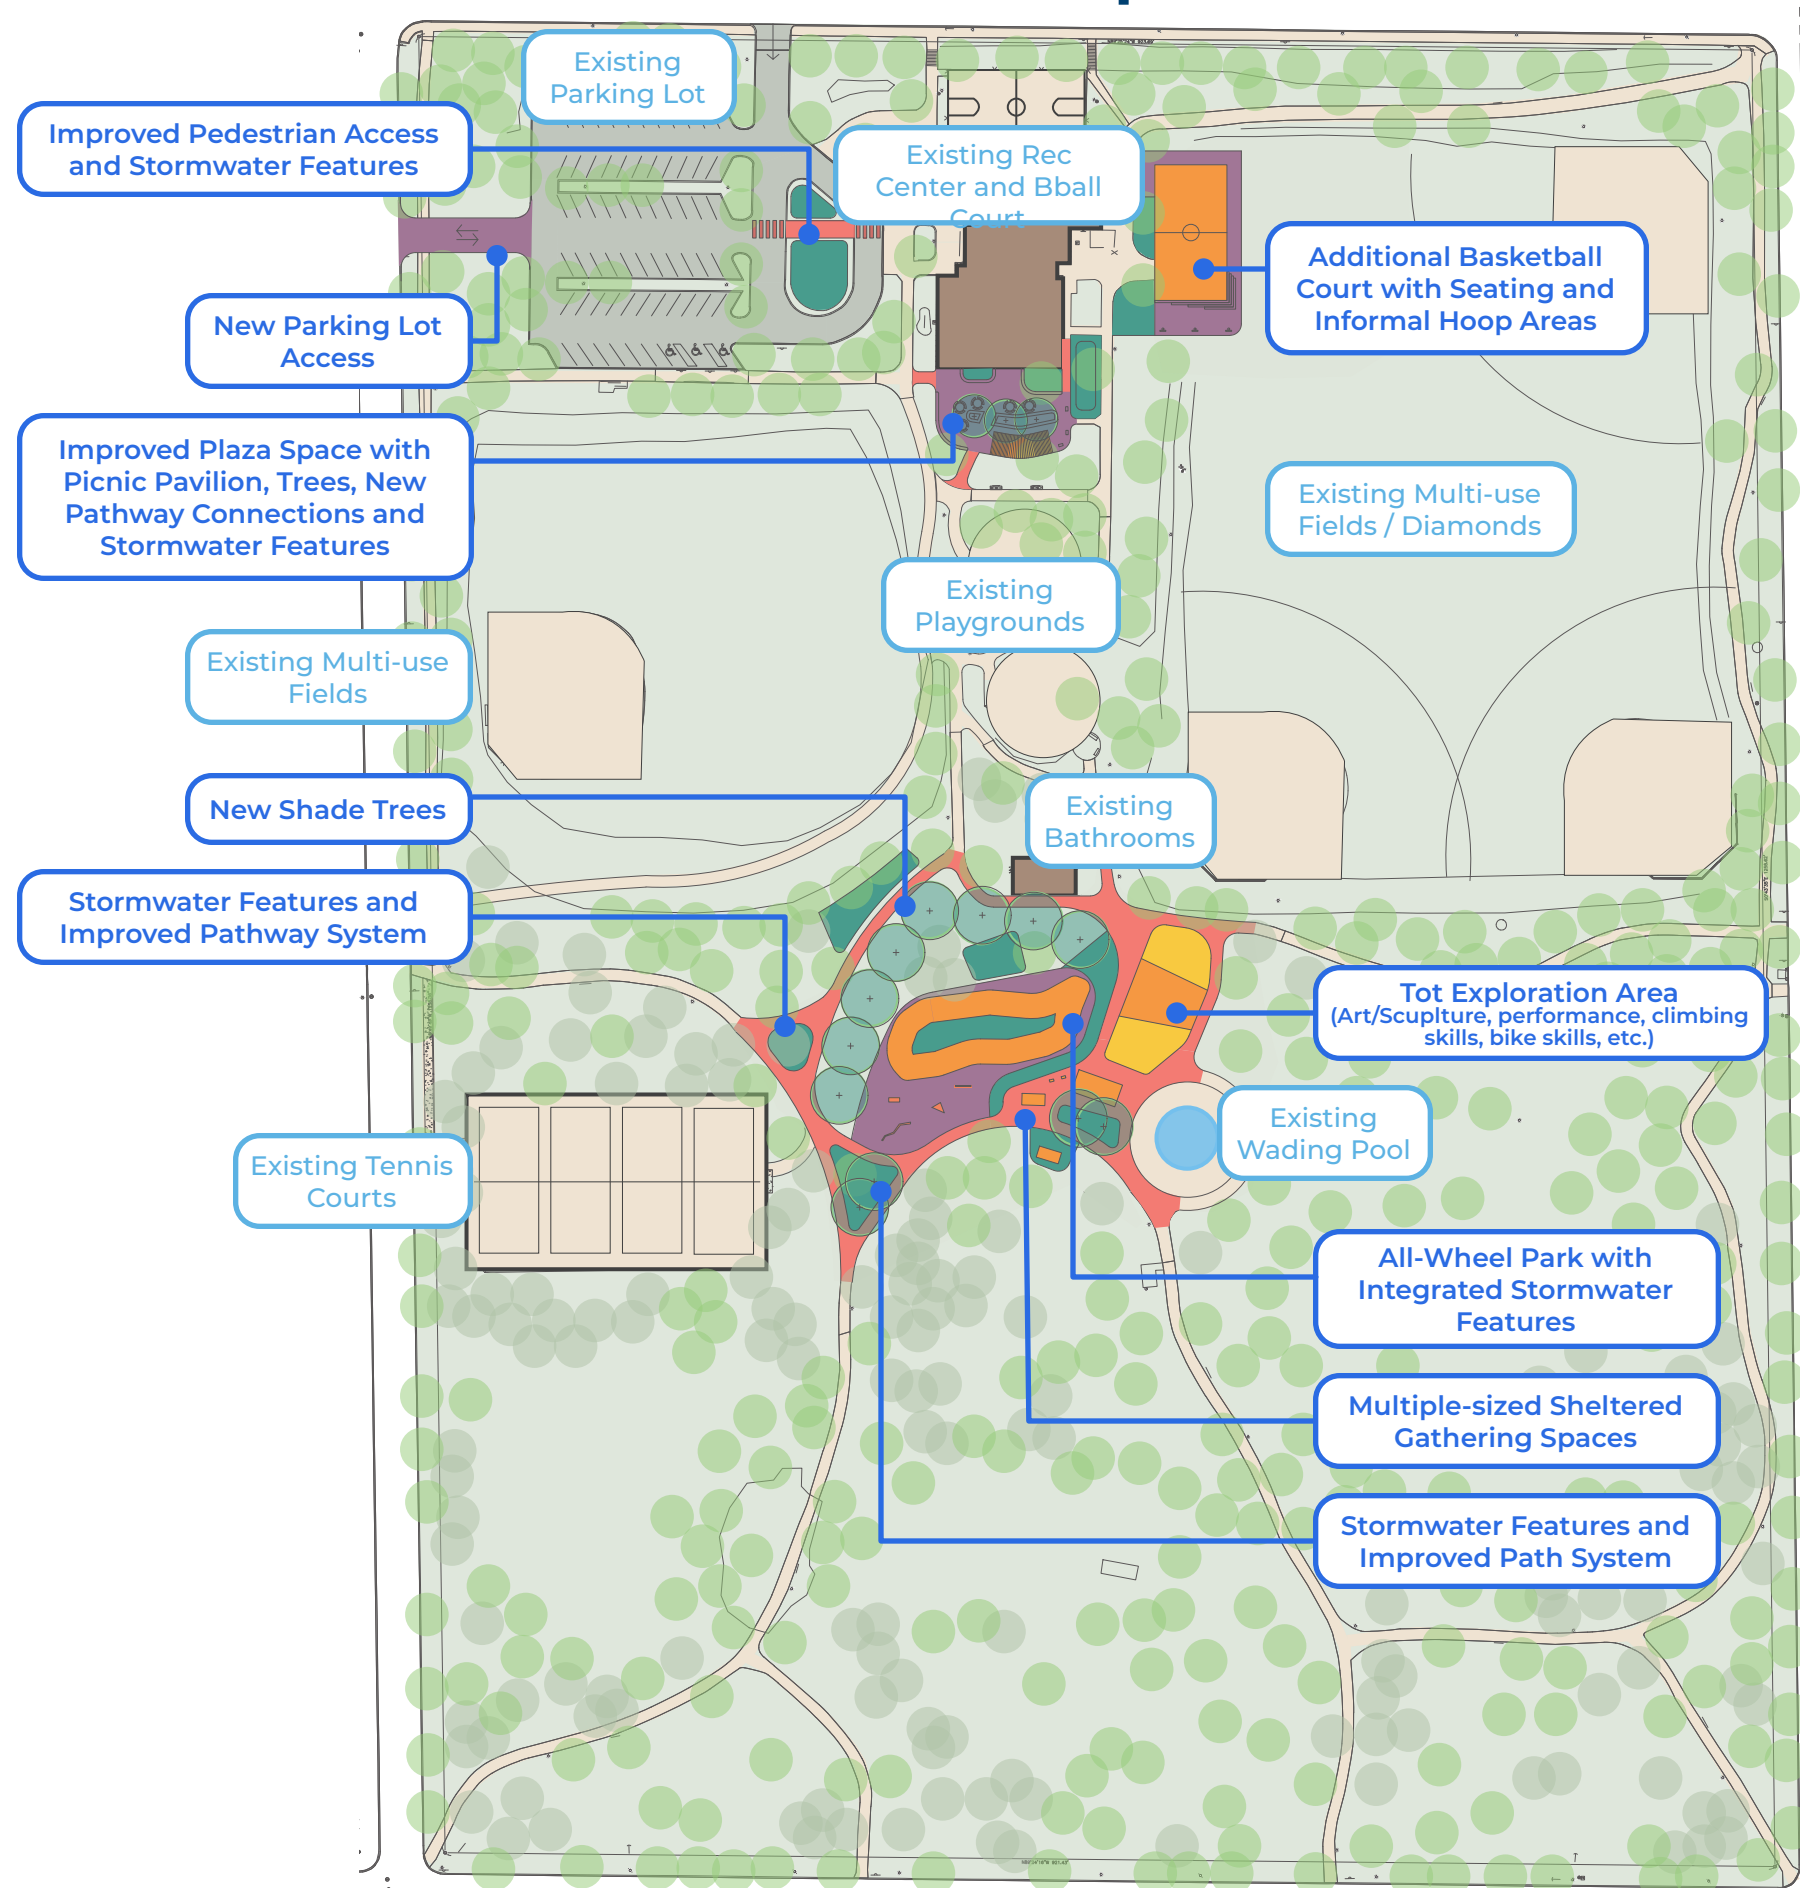 Existing
Parking Lot
Improved Pedestrian Access
and Stormwater Features
Existing Rec
Center and Bball
Court
Additional Basketball
Court with Seating and
Informal Hoop Areas
New Parking Lot
Access
Improved Plaza Space with
Picnic Pavilion, Trees, New
Pathway Connections and
Stormwater Features
Existing Multi-use
Fields / Diamonds
Existing
Playgrounds
Existing Multi-use
Fields
New Shade Trees
Existing
Bathrooms
Stormwater Features and
Improved Pathway System
Tot Exploration Area
(Art/Scuplture, performance, climbing
skills, bike skills, etc.)
Existing
Wading Pool
Existing Tennis
Courts
All-Wheel Park with
Integrated Stormwater
Features
Multiple-sized Sheltered
Gathering Spaces
Stormwater Features and
Improved Path System